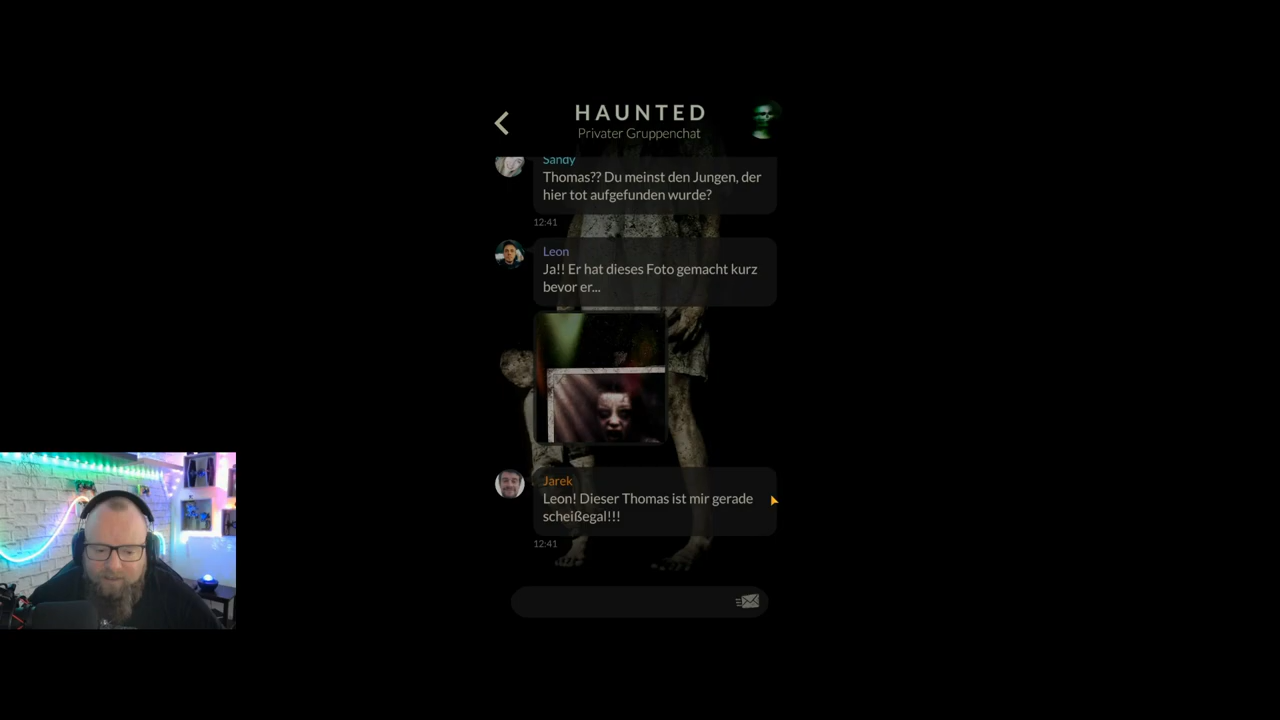 HAUNTED
Privater Gruppenchat
Sandy
Thomas?? Du meinst den Jungen, der
hier tot aufgefunden wurde?
12:41
Leon
Ja!! Er hat dieses Foto gemacht kurz
bevor er...
Jarek
Leon! Dieser Thomas ist mir gerade
scheißegal!!!
12:41